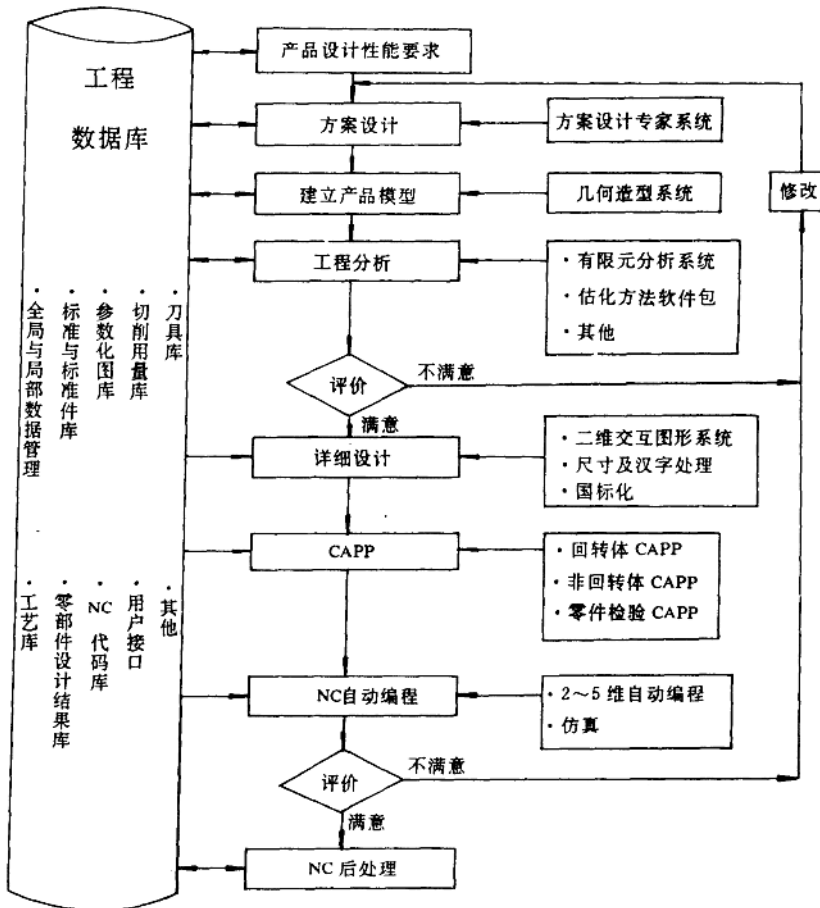 工程
数据库
·全局与局部数据管理
·标准与标准件库
·参数化图库
·切削用量库
·刀具库
·工艺库
·零部件设计结果库
·NC 代码库
·用户接口
·其他
产品设计性能要求
方案设计
方案设计专家系统
建立产品模型
几何造型系统
修改
工程分析
·有限元分析系统
·估化方法软件包
·其他
评价
不满意
满意
详细设计
·二维交互图形系统
·尺寸及汉字处理
·国标化
CAPP
·回转体 CAPP
·非回转体 CAPP
·零件检验 CAPP
NC自动编程
·2～5 维自动编程
·仿真
评价
不满意
满意
NC 后处理